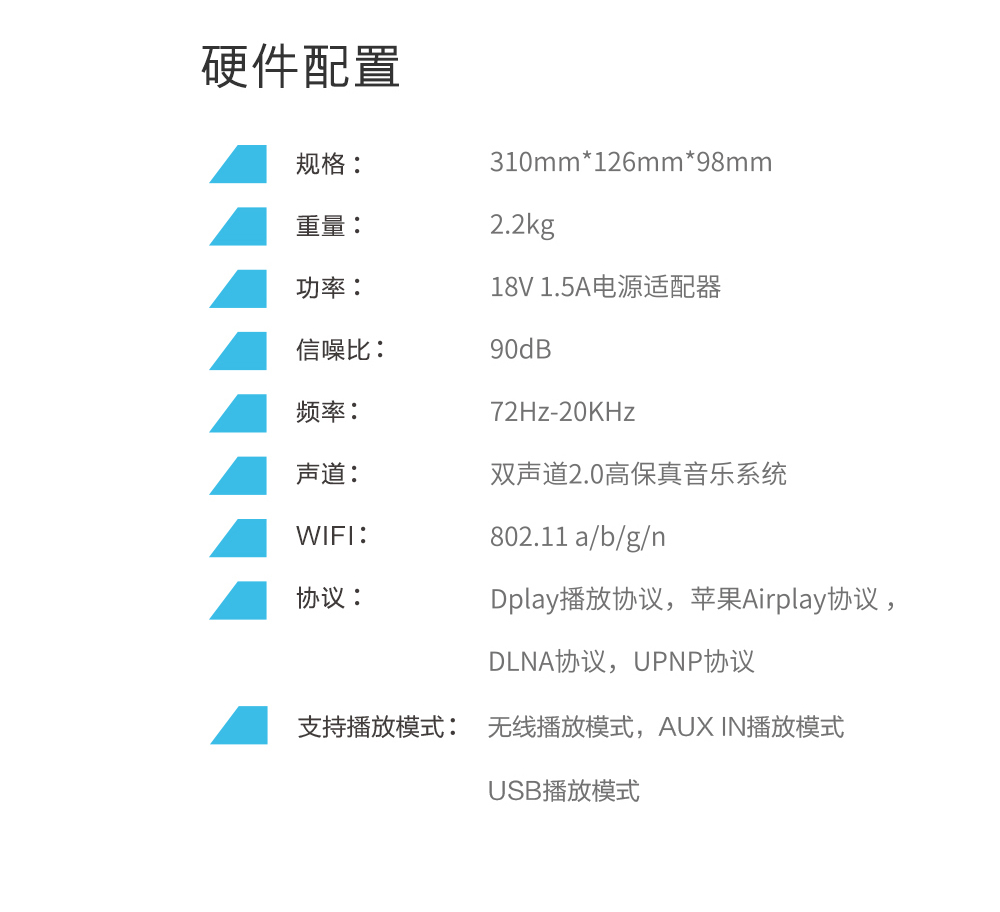 硬件配置
规格： 310mm*126mm*98mm
重量： 2.2kg
功率： 18V 1.5A电源适配器
信噪比： 90dB
频率： 72Hz-20KHz
声道： 双声道2.0高保真音乐系统
WIFI： 802.11 a/b/g/n
协议： Dplay播放协议，苹果Airplay协议，
DLNA协议，UPNP协议
支持播放模式： 无线播放模式，AUX IN播放模式
USB播放模式